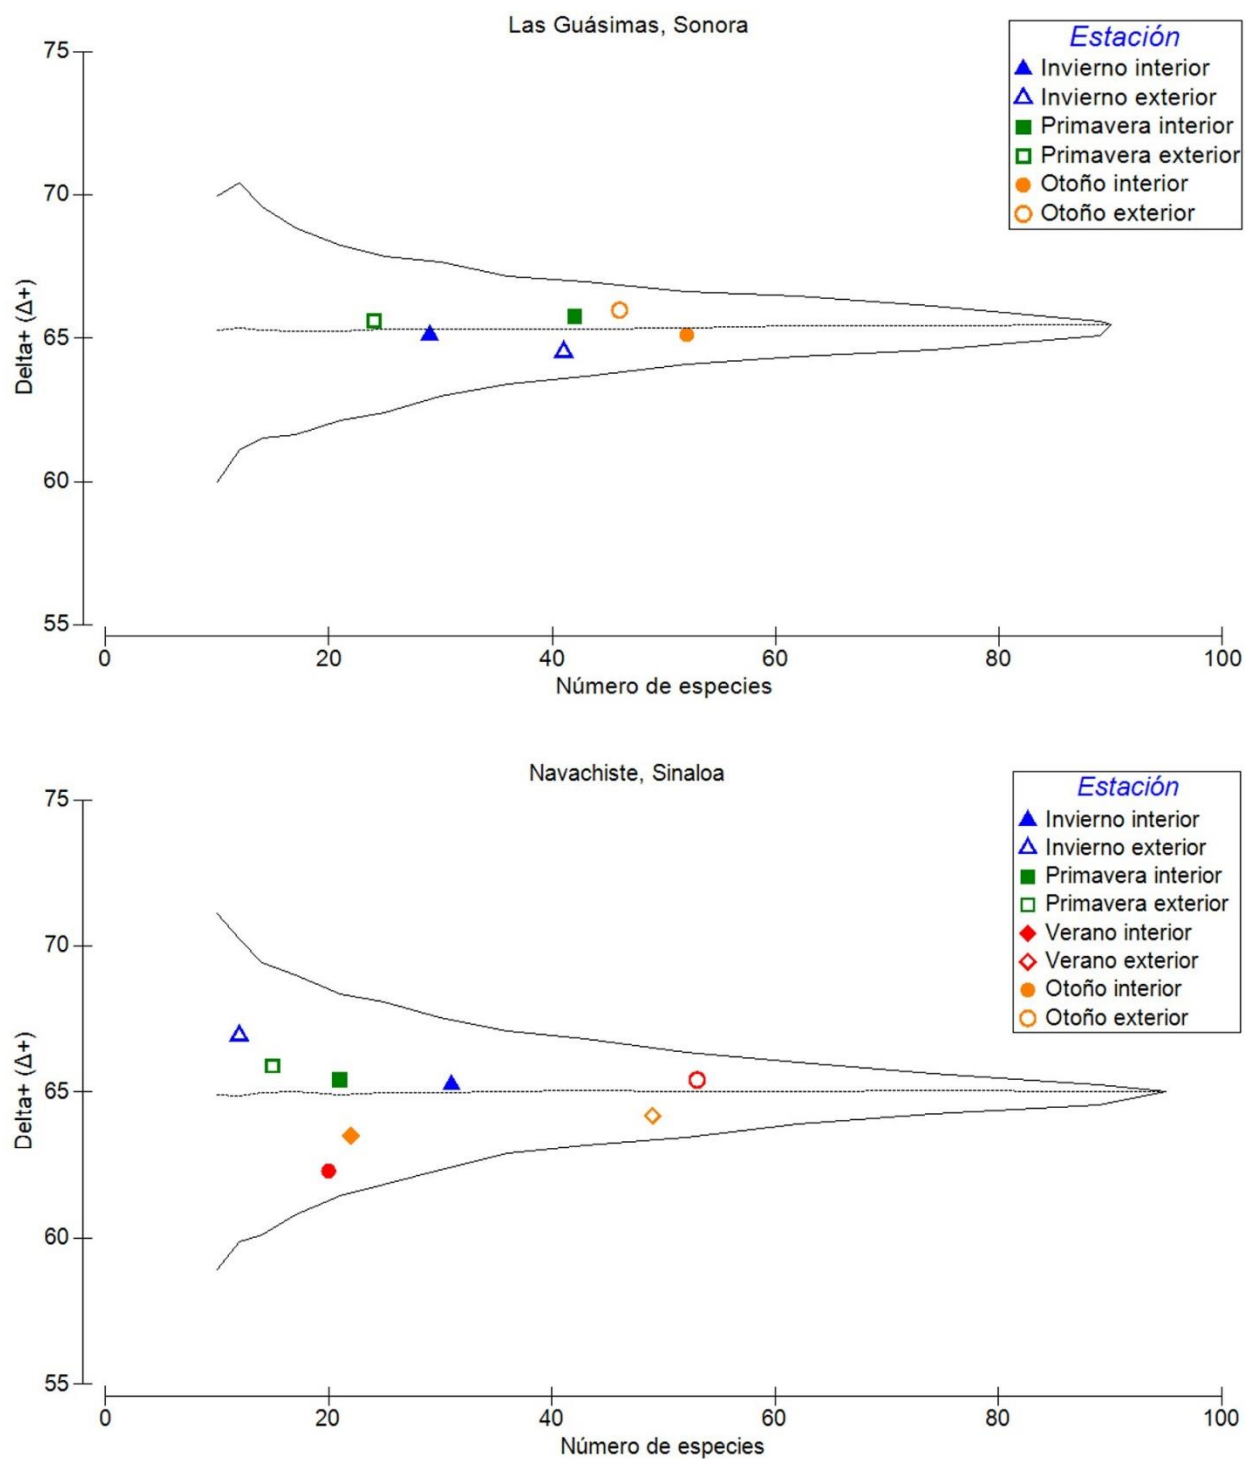 Las Guásimas, Sonora
75
70
65
60
55
Delta+ (Δ+)
0 20 40 60 80 100
Número de especies
Estación
Invierno interior
Invierno exterior
Primavera interior
Primavera exterior
Otoño interior
Otoño exterior
Navachiste, Sinaloa
75
70
65
60
55
Delta+ (Δ+)
0 20 40 60 80 100
Número de especies
Estación
Invierno interior
Invierno exterior
Primavera interior
Primavera exterior
Verano interior
Verano exterior
Otoño interior
Otoño exterior